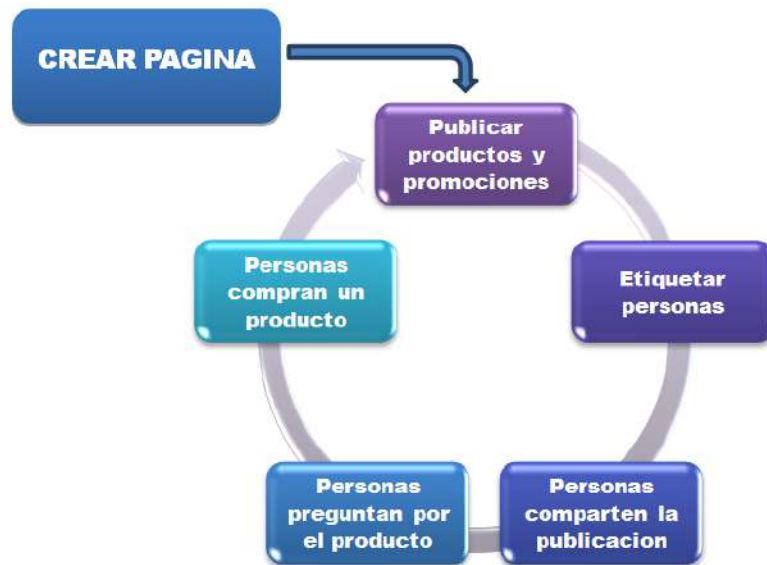 CREAR PAGINA
Publicar
productos y
promociones
Etiquetar
personas
Personas
comparten la
publicacion
Personas
preguntan por
el producto
Personas
compran un
producto